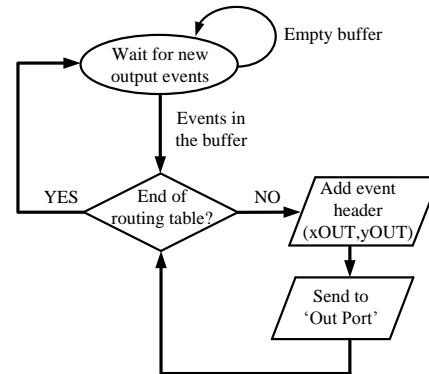 Wait for new
output events
Empty buffer
Events in
the buffer
YES
End of
routing table?
NO
Add event
header
(xOUT,yOUT)
Send to
‘Out Port’